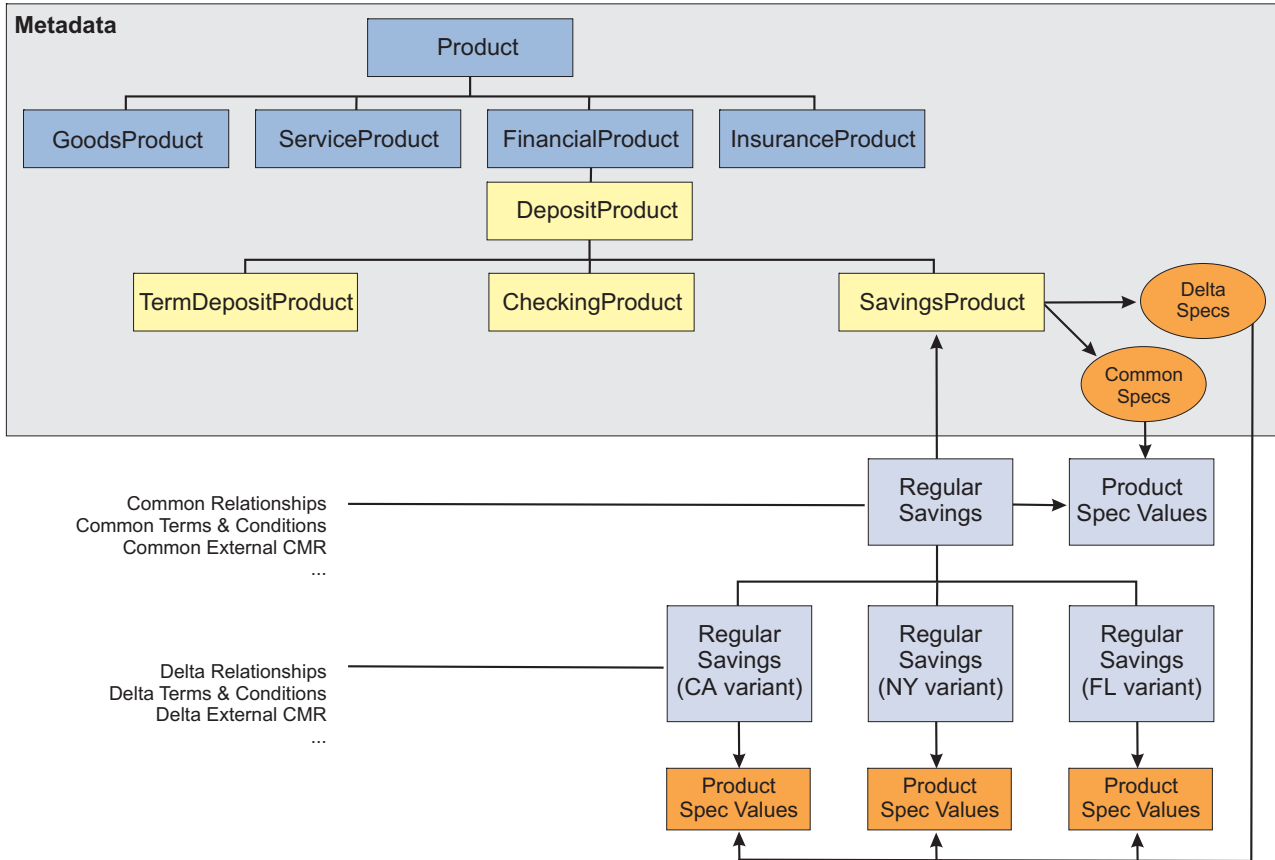 Metadata
Product
GoodsProduct
ServiceProduct
FinancialProduct
InsuranceProduct
DepositProduct
TermDepositProduct
CheckingProduct
SavingsProduct
Delta
Specs
Common
Specs
Common Relationships
Common Terms & Conditions
Common External CMR
...
Regular
Savings
Product
Spec Values
Delta Relationships
Delta Terms & Conditions
Delta External CMR
...
Regular
Savings
(CA variant)
Regular
Savings
(NY variant)
Regular
Savings
(FL variant)
Product
Spec Values
Product
Spec Values
Product
Spec Values